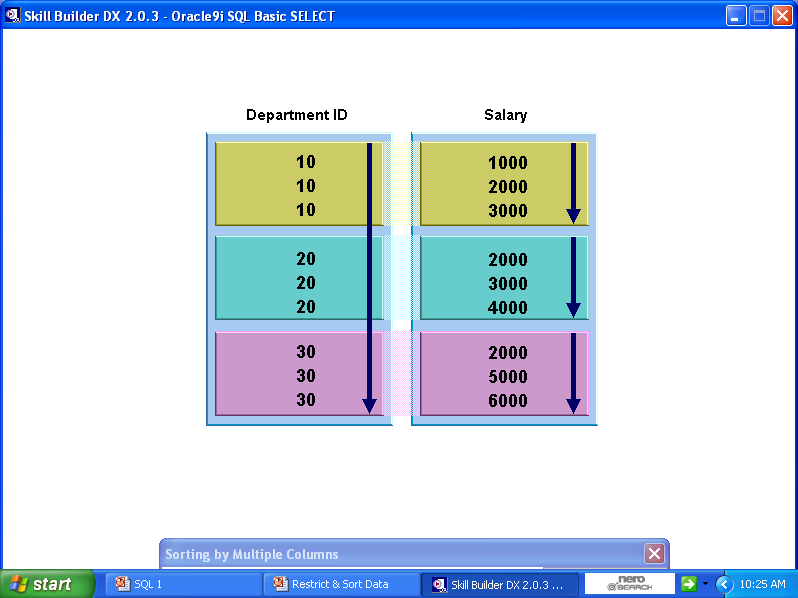 Skill Builder DX 2.0.3 - Oracle9i SQL Basic SELECT
Department ID Salary
10 1000
10 2000
10 3000
20 2000
20 3000
20 4000
30 2000
30 5000
30 6000
Sorting by Multiple Columns
start SQL 1 Restrict & Sort Data Skill Builder DX 2.0.3 ... nero SEARCH 10:25 AM